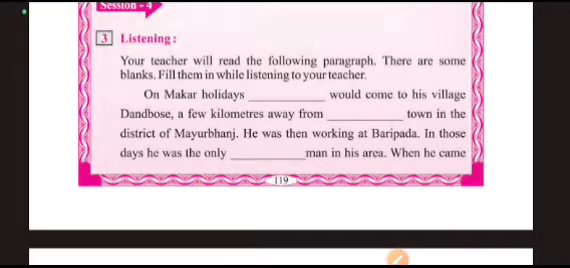 Session - 4
3 Listening :
Your teacher will read the following paragraph. There are some
blanks. Fill them in while listening to your teacher.
On Makar holidays ____________ would come to his village
Dandbose, a few kilometres away from ____________ town in the
district of Mayurbhanj. He was then working at Baripada. In those
days he was the only ____________man in his area. When he came
119